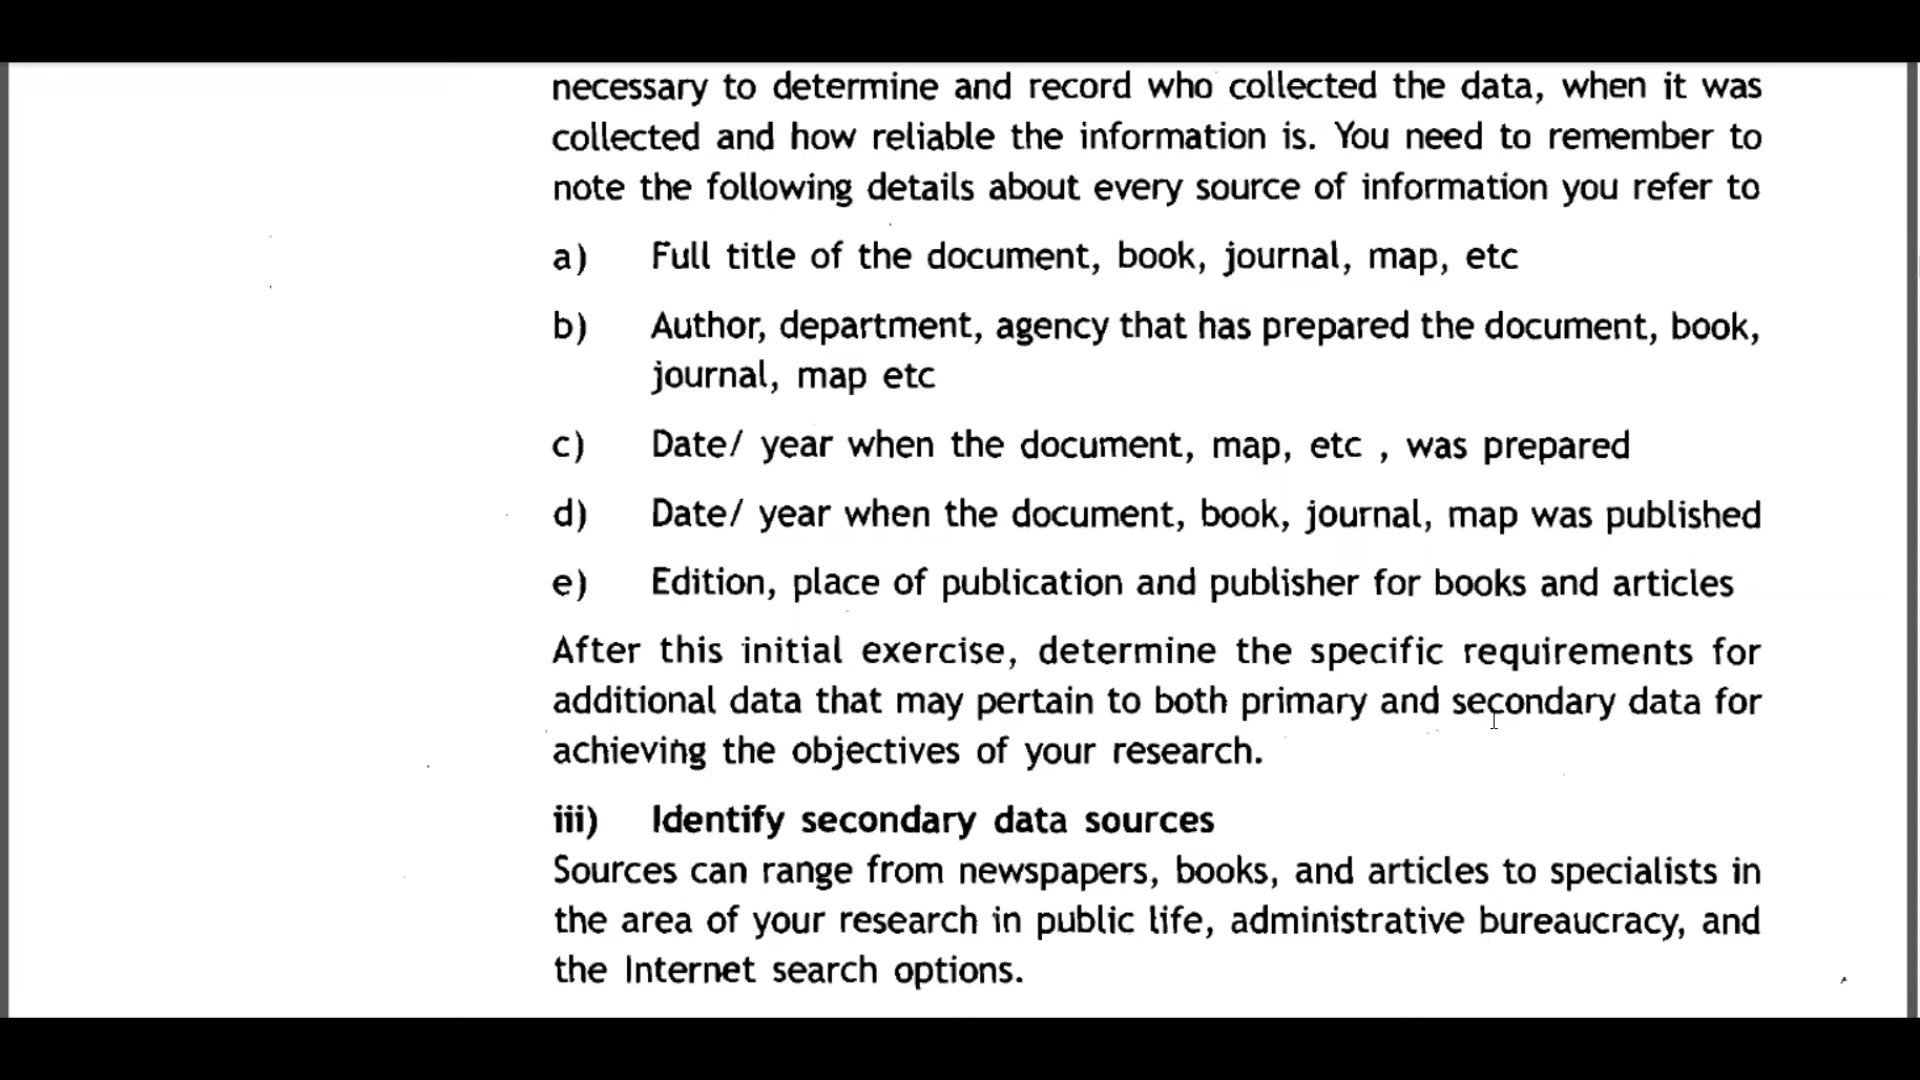 necessary to determine and record who collected the data, when it was
collected and how reliable the information is. You need to remember to
note the following details about every source of information you refer to
a) Full title of the document, book, journal, map, etc
b) Author, department, agency that has prepared the document, book,
journal, map etc
c) Date/ year when the document, map, etc , was prepared
d) Date/ year when the document, book, journal, map was published
e) Edition, place of publication and publisher for books and articles
After this initial exercise, determine the specific requirements for
additional data that may pertain to both primary and secondary data for
achieving the objectives of your research.
iii) Identify secondary data sources
Sources can range from newspapers, books, and articles to specialists in
the area of your research in public life, administrative bureaucracy, and
the Internet search options.